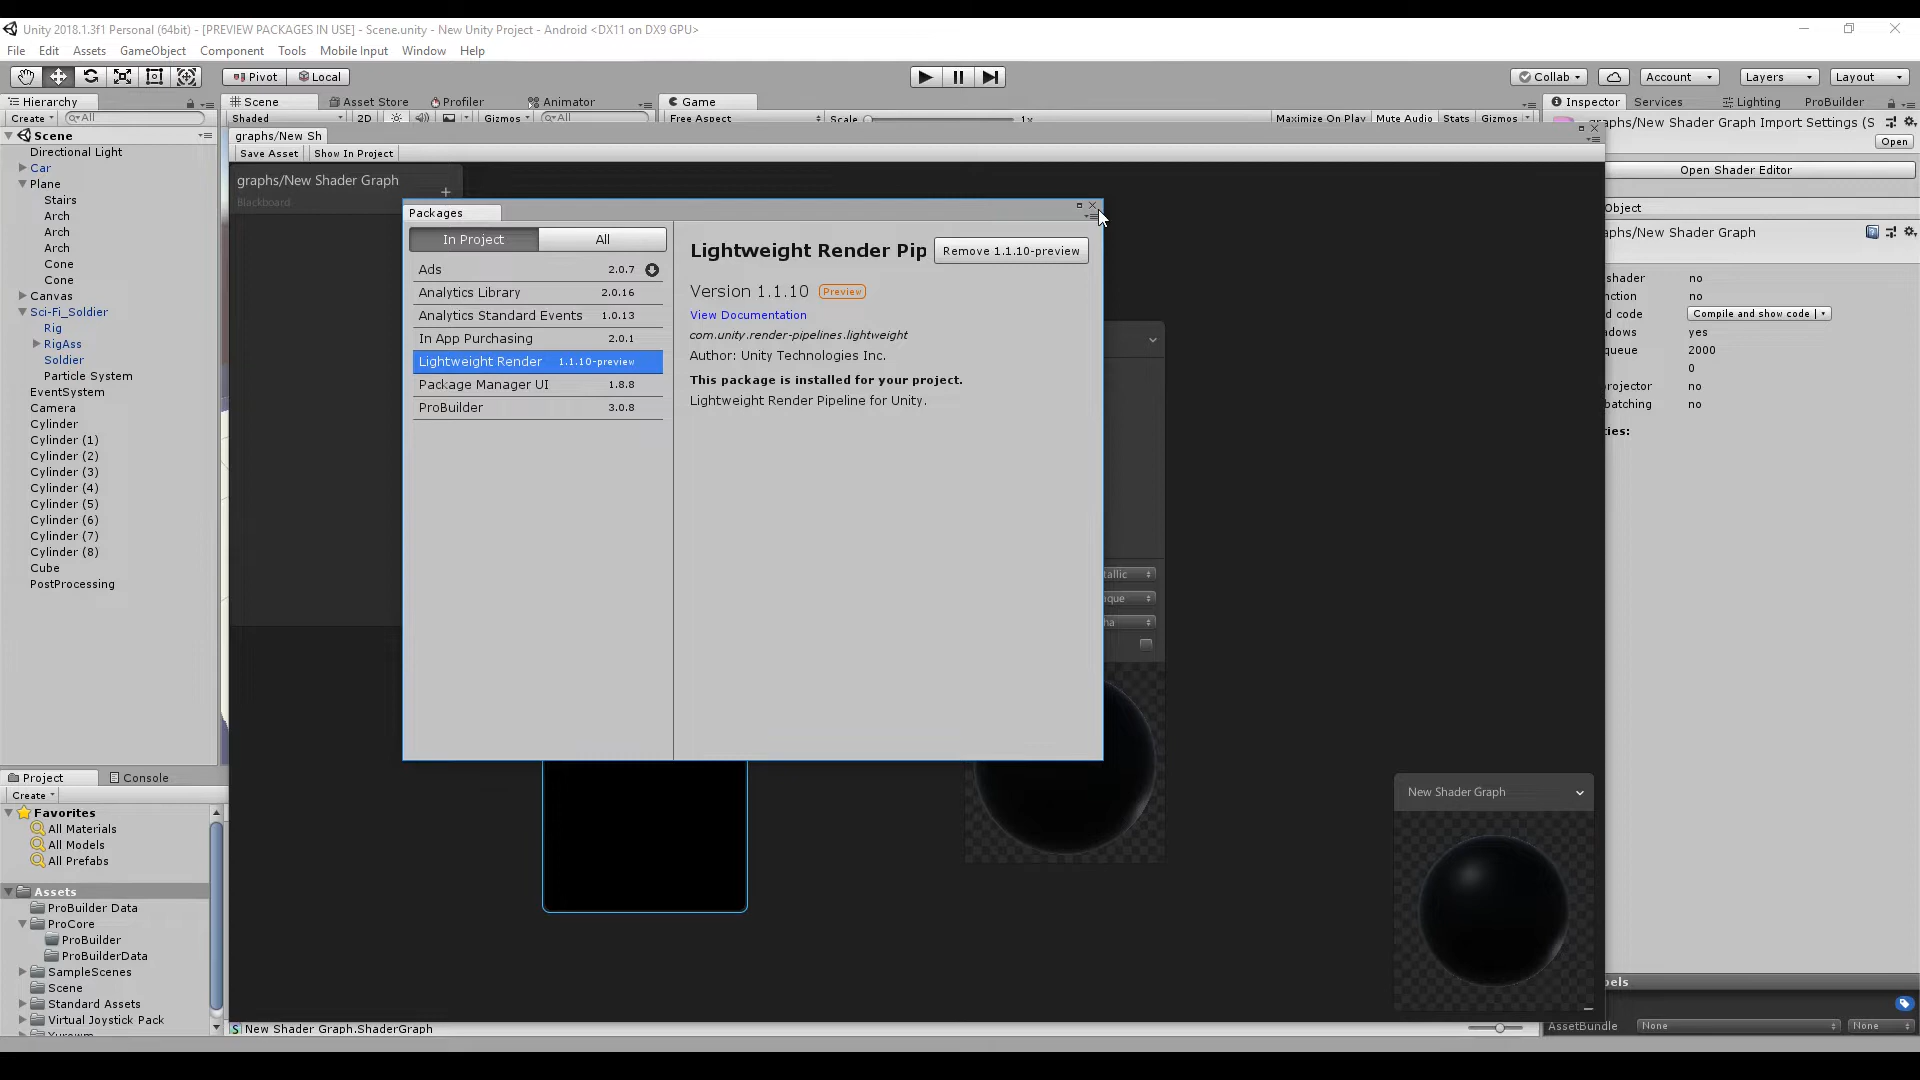 Unity 2018.1.3f1 Personal (64bit) - [PREVIEW PACKAGES IN USE] - Scene.unity - New Unity Project - Android <DX11 on DX9 GPU>
File Edit Assets GameObject Component Tools Mobile Input Window Help
Pivot Local Collab Account Layers Layout
Hierarchy
Create All
Scene
Directional Light
Car
Plane
Stairs
Arch
Arch
Arch
Cone
Cone
Canvas
Sci-Fi_Soldier
Rig
RigAss
Soldier
Particle System
EventSystem
Camera
Cylinder
Cylinder (1)
Cylinder (2)
Cylinder (3)
Cylinder (4)
Cylinder (5)
Cylinder (6)
Cylinder (7)
Cylinder (8)
Cube
PostProcessing
Scene Asset Store Profiler Animator Game
Shaded 2D Gizmos All Free Aspect Scale 1x Maximize On Play Mute Audio Stats Gizmos
graphs/New Sh
Save Asset Show In Project
graphs/New Shader Graph
Blackboard
Packages
In Project All
Ads 2.0.7
Analytics Library 2.0.16
Analytics Standard Events 1.0.13
In App Purchasing 2.0.1
Lightweight Render 1.1.10-preview
Package Manager UI 1.8.8
ProBuilder 3.0.8
Lightweight Render Pip Remove 1.1.10-preview
Version 1.1.10 Preview
View Documentation
com.unity.render-pipelines.lightweight
Author: Unity Technologies Inc.
This package is installed for your project.
Lightweight Render Pipeline for Unity.
tallic
aque
ha
New Shader Graph
Inspector Services Lighting ProBuilder
graphs/New Shader Graph Import Settings (S
Open
Open Shader Editor
Object
aphs/New Shader Graph
shader no
nction no
d code Compile and show code
adows yes
queue 2000
0
projector no
batching no
ties:
bels
AssetBundle None None
Project Console
Create
Favorites
All Materials
All Models
All Prefabs
Assets
ProBuilder Data
ProCore
ProBuilder
ProBuilderData
SampleScenes
Scene
Standard Assets
Virtual Joystick Pack
New Shader Graph.ShaderGraph